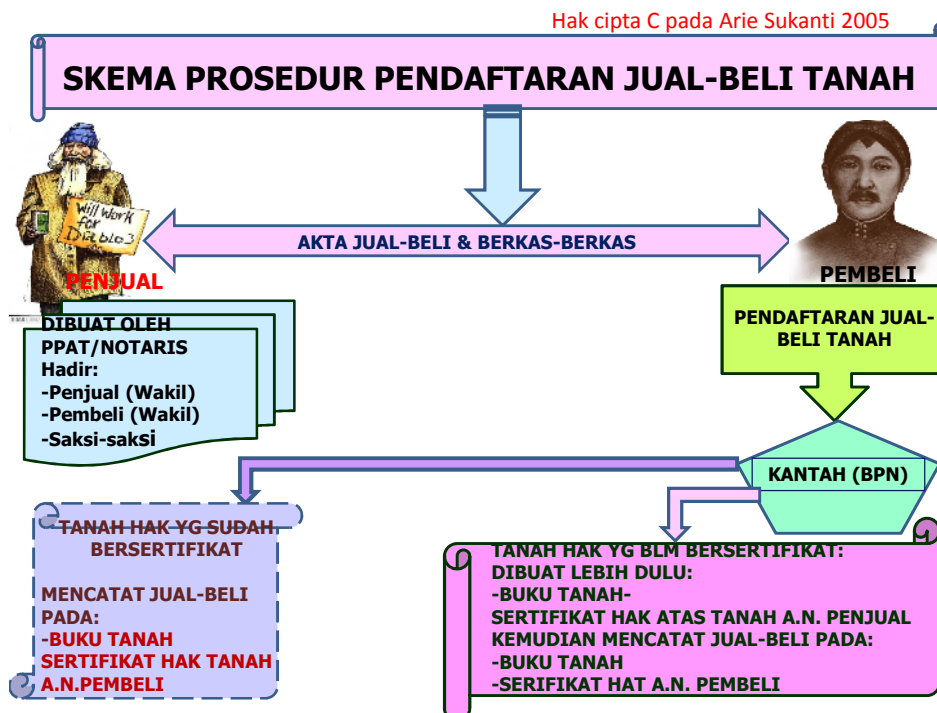 Hak cipta C pada Arie Sukanti 2005
SKEMA PROSEDUR PENDAFTARAN JUAL-BELI TANAH
Will Work
for
Diablo3
AKTA JUAL-BELI & BERKAS-BERKAS
PENJUAL
PEMBELI
DIBUAT OLEH
PPAT/NOTARIS
Hadir:
-Penjual (Wakil)
-Pembeli (Wakil)
-Saksi-saksi
PENDAFTARAN JUAL-
BELI TANAH
KANTAH (BPN)
TANAH HAK YG SUDAH
BERSERTIFIKAT
MENCATAT JUAL-BELI
PADA:
-BUKU TANAH
SERTIFIKAT HAK TANAH
A.N.PEMBELI
TANAH HAK YG BLM BERSERTIFIKAT:
DIBUAT LEBIH DULU:
-BUKU TANAH-
SERTIFIKAT HAK ATAS TANAH A.N. PENJUAL
KEMUDIAN MENCATAT JUAL-BELI PADA:
-BUKU TANAH
-SERIFIKAT HAT A.N. PEMBELI